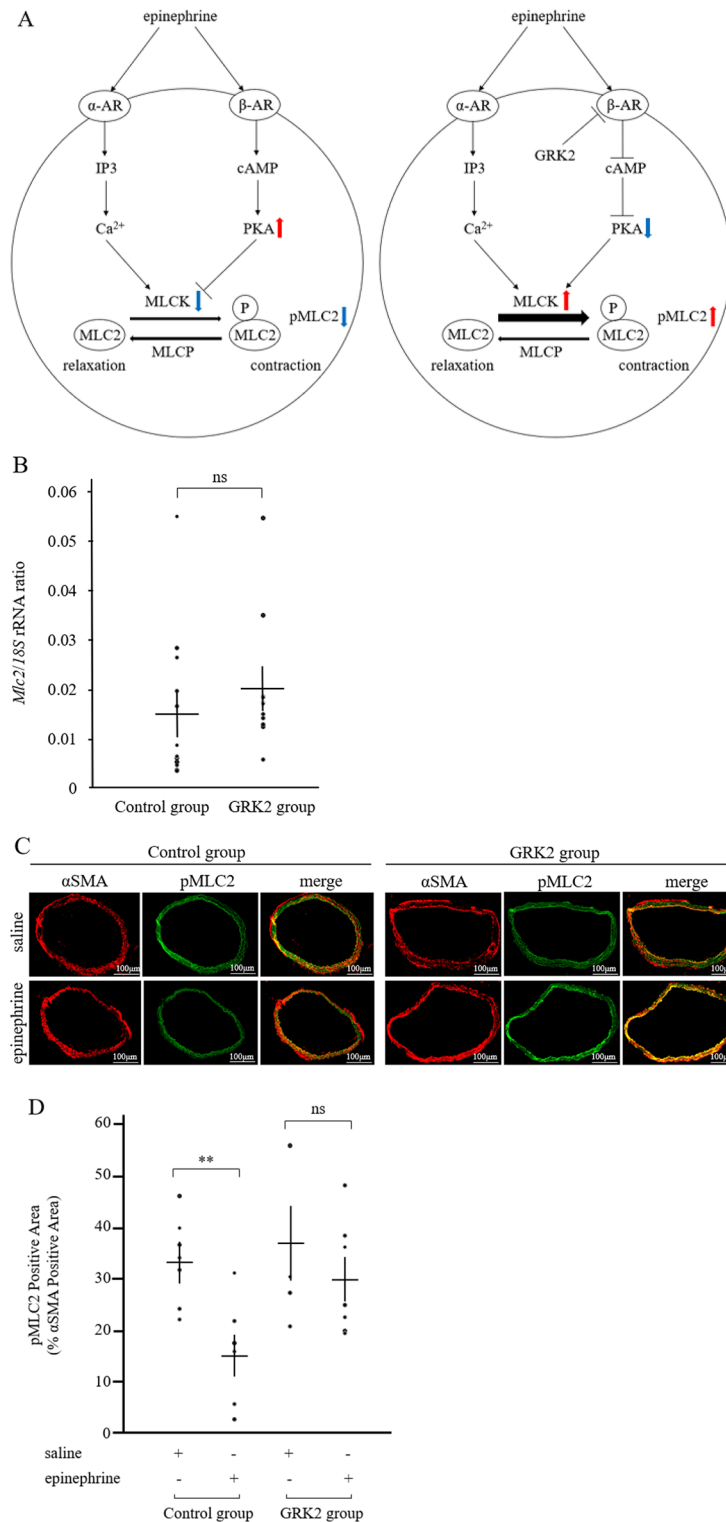 A
epinephrine
α-AR
β-AR
IP3
cAMP
Ca²⁺
PKA
MLCK
MLC2
P
MLC2
pMLC2
MLCP
relaxation
contraction
epinephrine
α-AR
β-AR
GRK2
IP3
cAMP
Ca²⁺
PKA
MLCK
MLC2
P
MLC2
pMLC2
MLCP
relaxation
contraction
B
ns
0.06
0.05
0.04
0.03
0.02
0.01
0
Mlc2/18S rRNA ratio
Control group
GRK2 group
C
Control group
GRK2 group
αSMA pMLC2 merge αSMA pMLC2 merge
saline
100μm 100μm 100μm 100μm 100μm 100μm
epinephrine
100μm 100μm 100μm 100μm 100μm 100μm
D
ns
**
60
50
40
30
20
10
0
pMLC2 Positive Area
(% αSMA Positive Area)
saline + - + -
epinephrine - + - +
Control group
GRK2 group